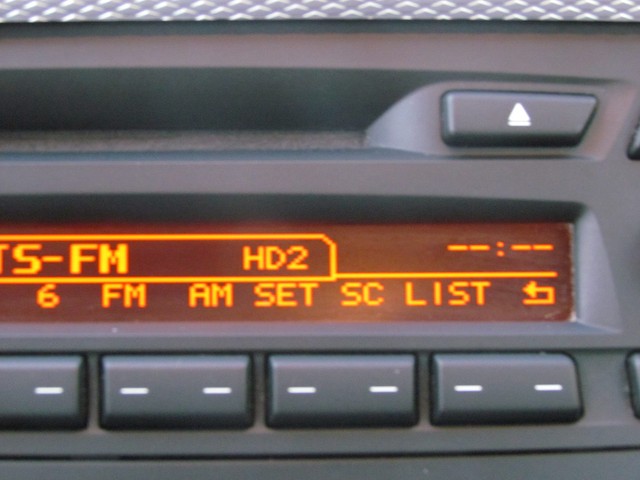 TS-FM HD2 --:--
6 FM AM SET SC LIST